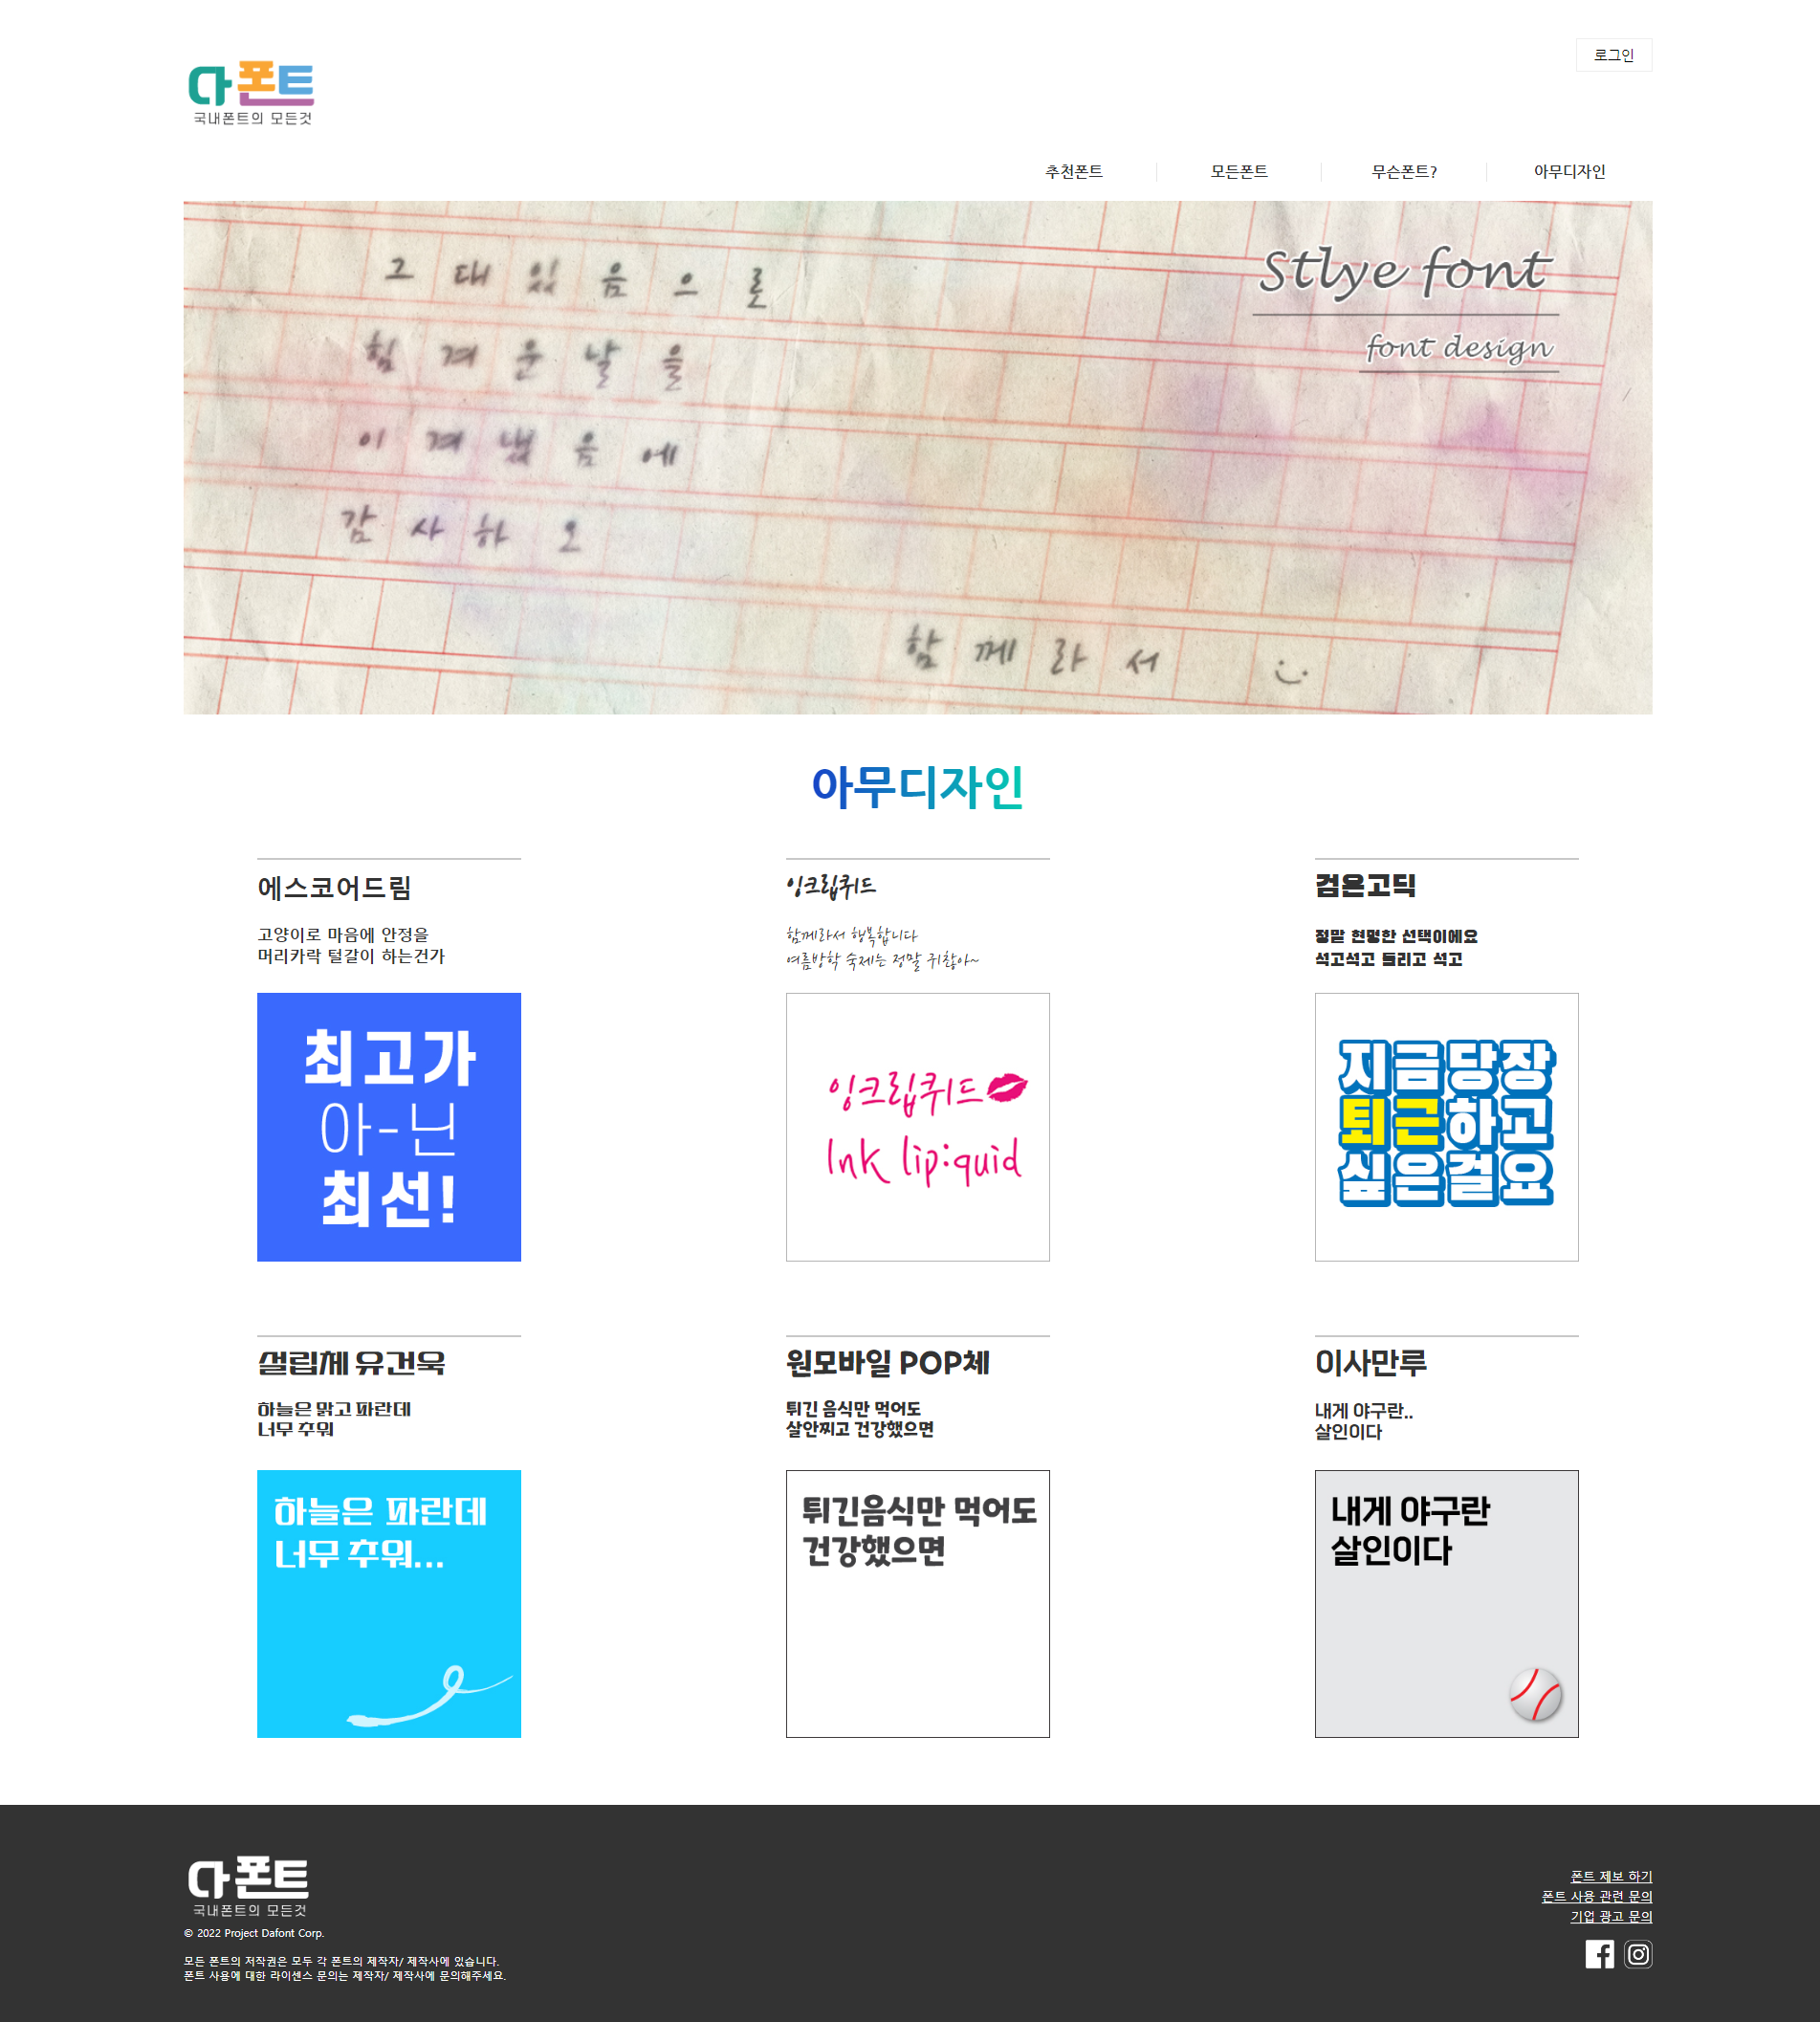 로그인
다폰트
국내폰트의 모든것
추천폰트
모든폰트
무슨폰트?
아무디자인
Stlye font
font design
그대있음으로
힘겨운날을
이겨냈음에
감사하오
함께라서
아무디자인
에스코어드림
고양이로 마음에 안정을
머리카락 털갈이 하는건가
최고가
아-닌
최선!
잉크립퀴드
함께라서 행복합니다
여름방학 숙제는 정말 귀찮아~
잉크립퀴드
Ink lip:quid
검은고딕
정말 현명한 선택이에요
석고석고 돌리고 석고
지금당장
퇴근하고
싶은걸요
설립체 유건욱
하늘은 맑고 파란데
너무 추워
하늘은 파란데
너무 추워...
원모바일 POP체
튀긴 음식만 먹어도
살안찌고 건강했으면
튀긴음식만 먹어도
건강했으면
이사만루
내게 야구란..
살인이다
내게 야구란
살인이다
다폰트
국내폰트의 모든것
© 2022 Project Dafont Corp.
모든 폰트의 저작권은 모두 각 폰트의 제작자/ 제작사에 있습니다.
폰트 사용에 대한 라이센스 문의는 제작자/ 제작사에 문의해주세요.
폰트 제보 하기
폰트 사용 관련 문의
기업 광고 문의